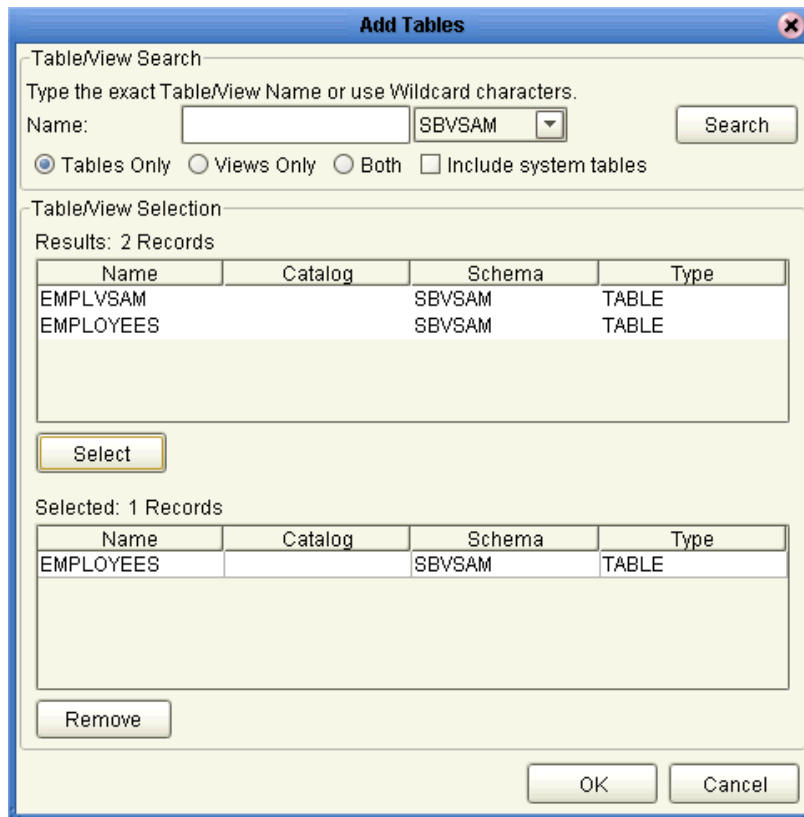 Add Tables
Table/View Search
Type the exact Table/View Name or use Wildcard characters.
Name: SBVSAM Search
Tables Only Views Only Both Include system tables
Table/View Selection
Results: 2 Records
Name Catalog Schema Type
EMPLVSAM SBVSAM TABLE
EMPLOYEES SBVSAM TABLE
Select
Selected: 1 Records
Name Catalog Schema Type
EMPLOYEES SBVSAM TABLE
Remove
OK Cancel